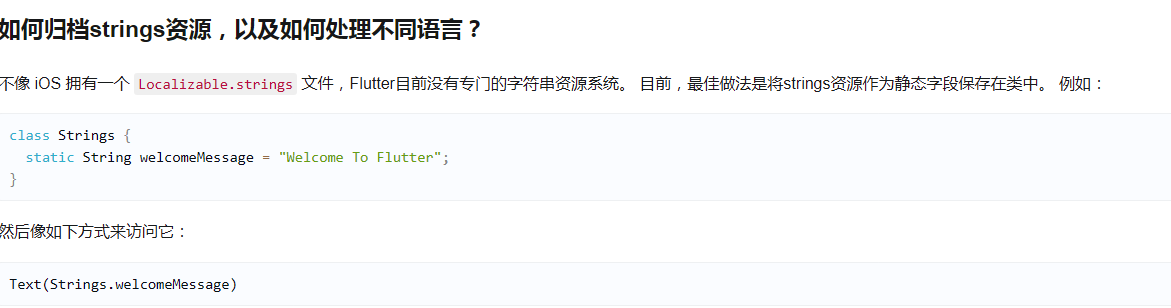 如何归档strings资源，以及如何处理不同语言？
不像 iOS 拥有一个 Localizable.strings 文件，Flutter目前没有专门的字符串资源系统。 目前，最佳做法是将strings资源作为静态字段保存在类中。 例如：
class Strings {
  static String welcomeMessage = "Welcome To Flutter";
}
然后像如下方式来访问它：
Text(Strings.welcomeMessage)